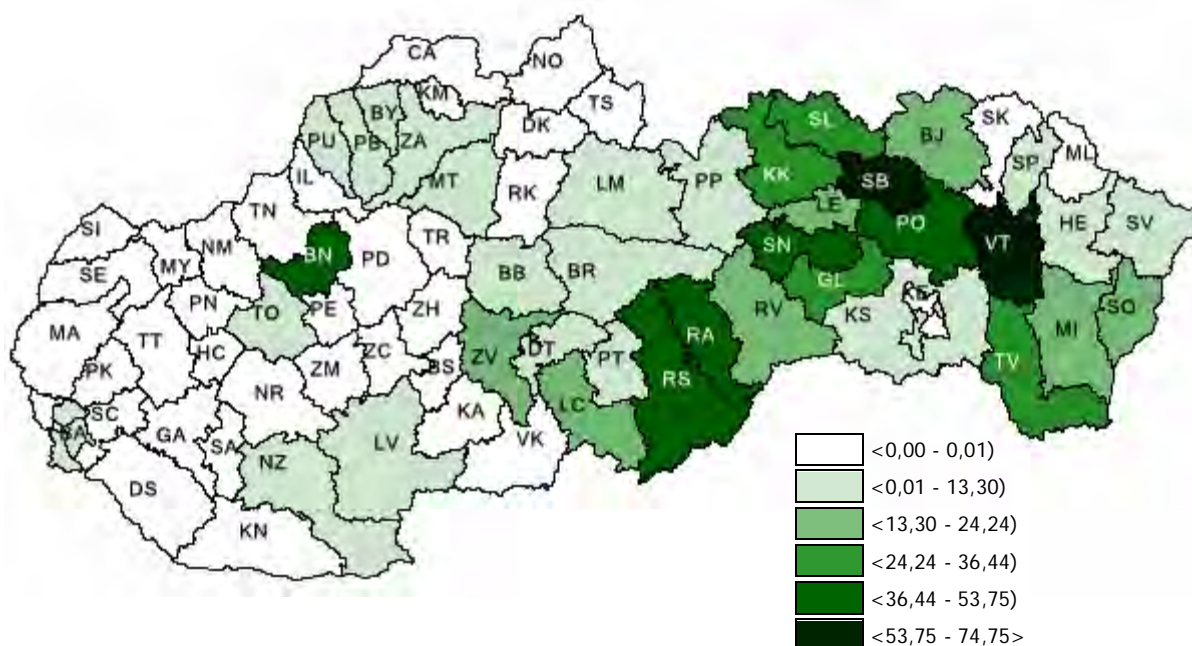 CA
NO
KM
TS
BY
PU
PB
ZA
DK
SL
BJ
SK
ML
SP
IL
MT
RK
LM
PP
KK
SB
LE
TN
SI
NM
TR
PO
HE
SV
BN
PD
SN
VT
SE
MY
BB
BR
GL
PN
TO
PE
ZH
RV
KS
KE
SO
MA
TT
HC
ZM
ZC
BS
ZV
DT
PT
RA
MI
TV
PK
RS
NR
KA
LC
SC
BA
GA
SA
LV
VK
NZ
DS
KN
<0,00 - 0,01)
<0,01 - 13,30)
<13,30 - 24,24)
<24,24 - 36,44)
<36,44 - 53,75)
<53,75 - 74,75>